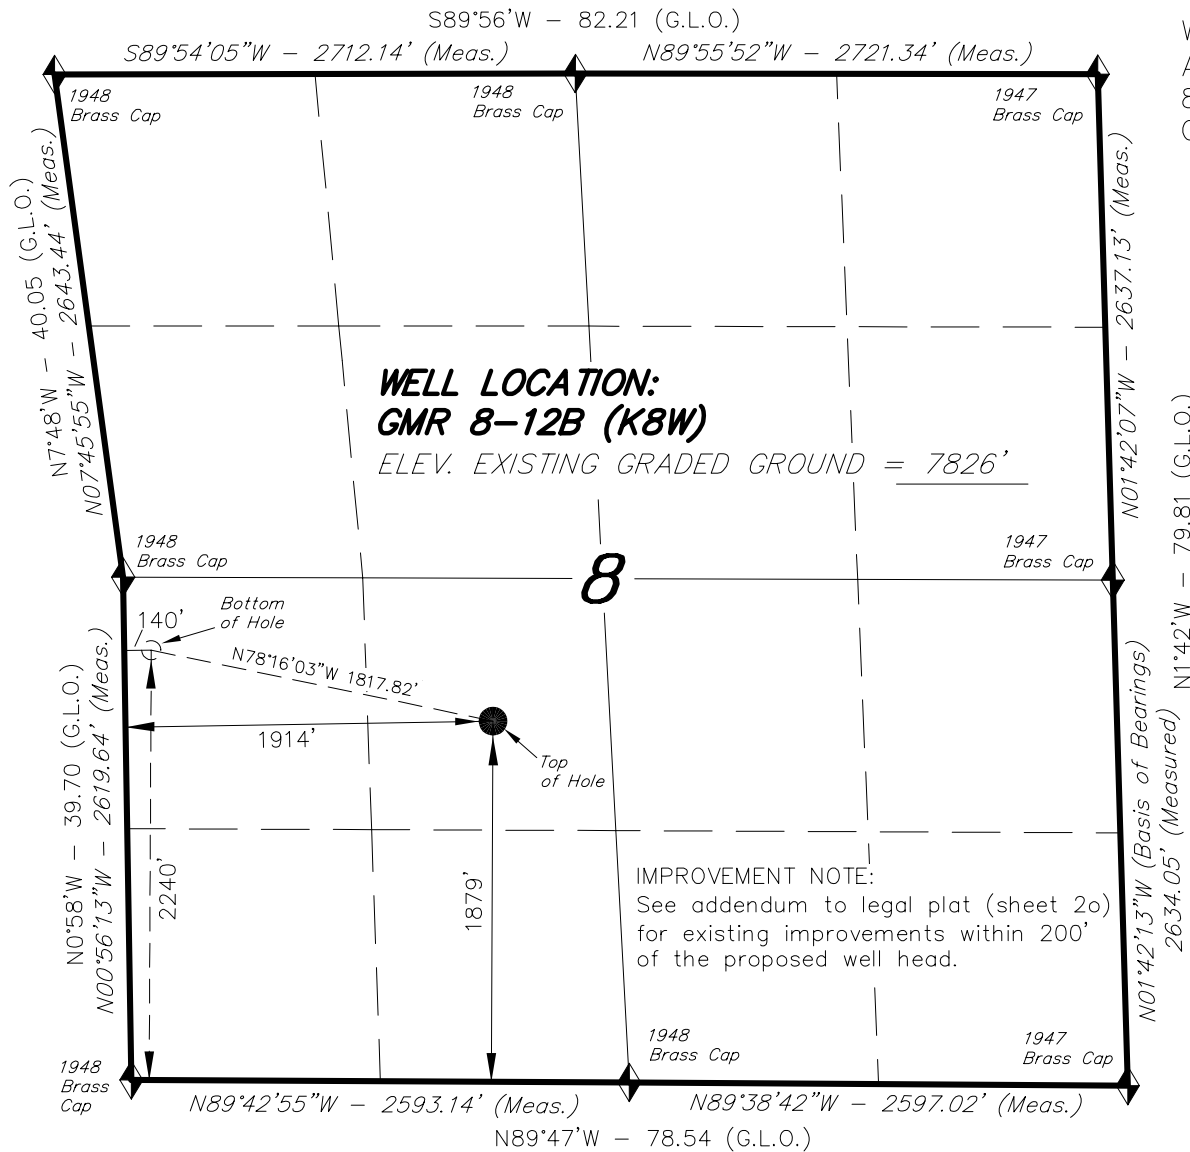 S89°56'W – 82.21 (G.L.O.)
S89°54'05"W – 2712.14' (Meas.)
N89°55'52"W – 2721.34' (Meas.)
1948
Brass Cap
1948
Brass Cap
1947
Brass Cap
N7°48'W – 40.05 (G.L.O.)
N07°45'55"W – 2643.44' (Meas.)
N01°42'07"W – 2637.13' (Meas.)
N1°42'W – 79.81 (G.L.O.)
WELL LOCATION:
GMR 8–12B (K8W)
ELEV. EXISTING GRADED GROUND = 7826'
1948
Brass Cap
1947
Brass Cap
8
Bottom
of Hole
140'
N78°16'03"W 1817.82'
1914'
Top
of Hole
N0°58'W – 39.70 (G.L.O.)
N00°56'13"W – 2619.64' (Meas.)
2240'
1879'
N01°42'13"W (Basis of Bearings)
2634.05' (Measured)
IMPROVEMENT NOTE:
See addendum to legal plat (sheet 2o)
for existing improvements within 200'
of the proposed well head.
1948
Brass
Cap
1948
Brass Cap
1947
Brass Cap
N89°42'55"W – 2593.14' (Meas.)
N89°38'42"W – 2597.02' (Meas.)
N89°47'W – 78.54 (G.L.O.)